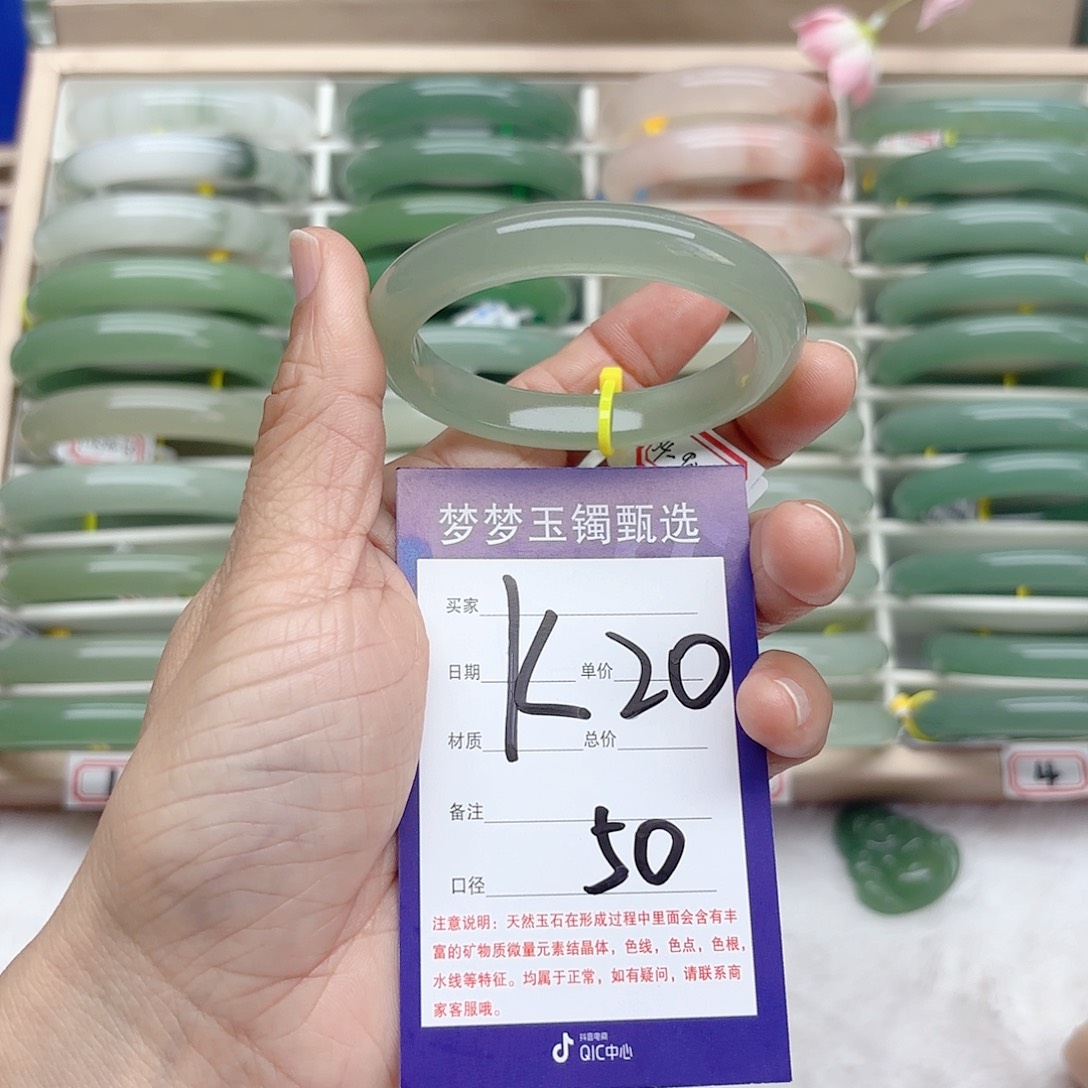 梦梦玉镯甄选
买家
K20
日期 单价
材质 总价
备注
50
口径
注意说明：天然玉石在形成过程中里面会含有丰
富的矿物质微量元素结晶体，色线，色点，色根，
水线等特征。均属于正常，如有疑问，请联系商
家客服哦。
抖音电商
QIC中心
4